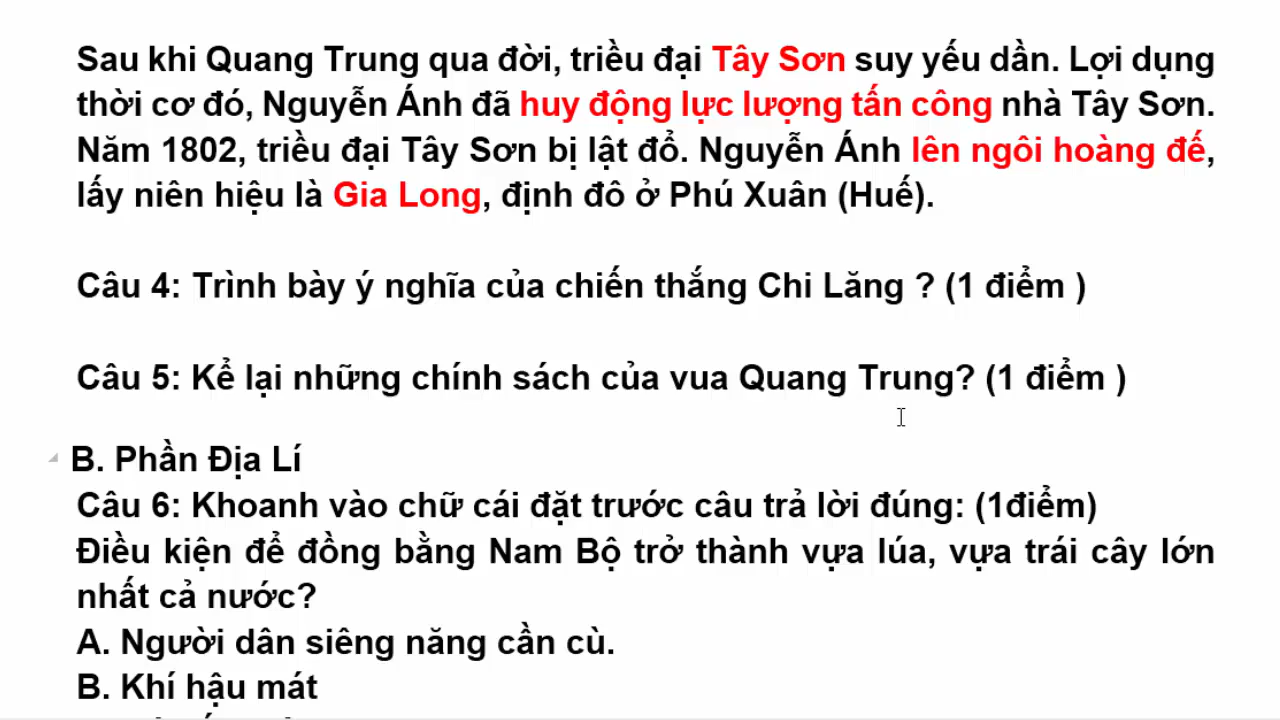 Sau khi Quang Trung qua đời, triều đại Tây Sơn suy yếu dần. Lợi dụng
thời cơ đó, Nguyễn Ánh đã huy động lực lượng tấn công nhà Tây Sơn.
Năm 1802, triều đại Tây Sơn bị lật đổ. Nguyễn Ánh lên ngôi hoàng đế,
lấy niên hiệu là Gia Long, định đô ở Phú Xuân (Huế).
Câu 4: Trình bày ý nghĩa của chiến thắng Chi Lăng ? (1 điểm )
Câu 5: Kể lại những chính sách của vua Quang Trung? (1 điểm )
B. Phần Địa Lí
Câu 6: Khoanh vào chữ cái đặt trước câu trả lời đúng: (1điểm)
Điều kiện để đồng bằng Nam Bộ trở thành vựa lúa, vựa trái cây lớn
nhất cả nước?
A. Người dân siêng năng cần cù.
B. Khí hậu mát